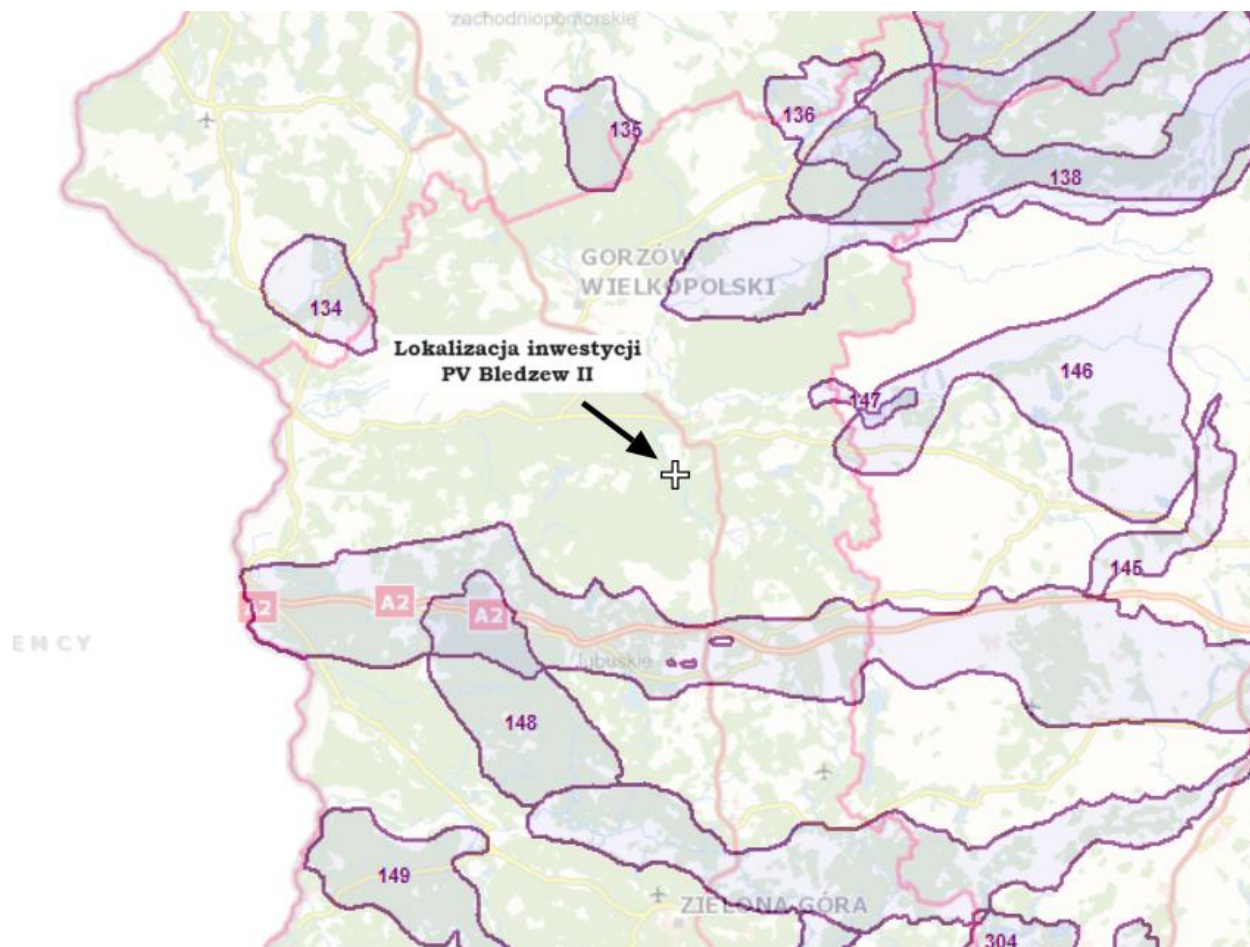 zachodniopomorskie
135
136
138
GORZÓW
WIELKOPOLSKI
134
Lokalizacja inwestycji
PV Bledzew II
146
147
145
A2
A2
A2
EMCY
lubuskie
148
149
ZIELONA GÓRA
304